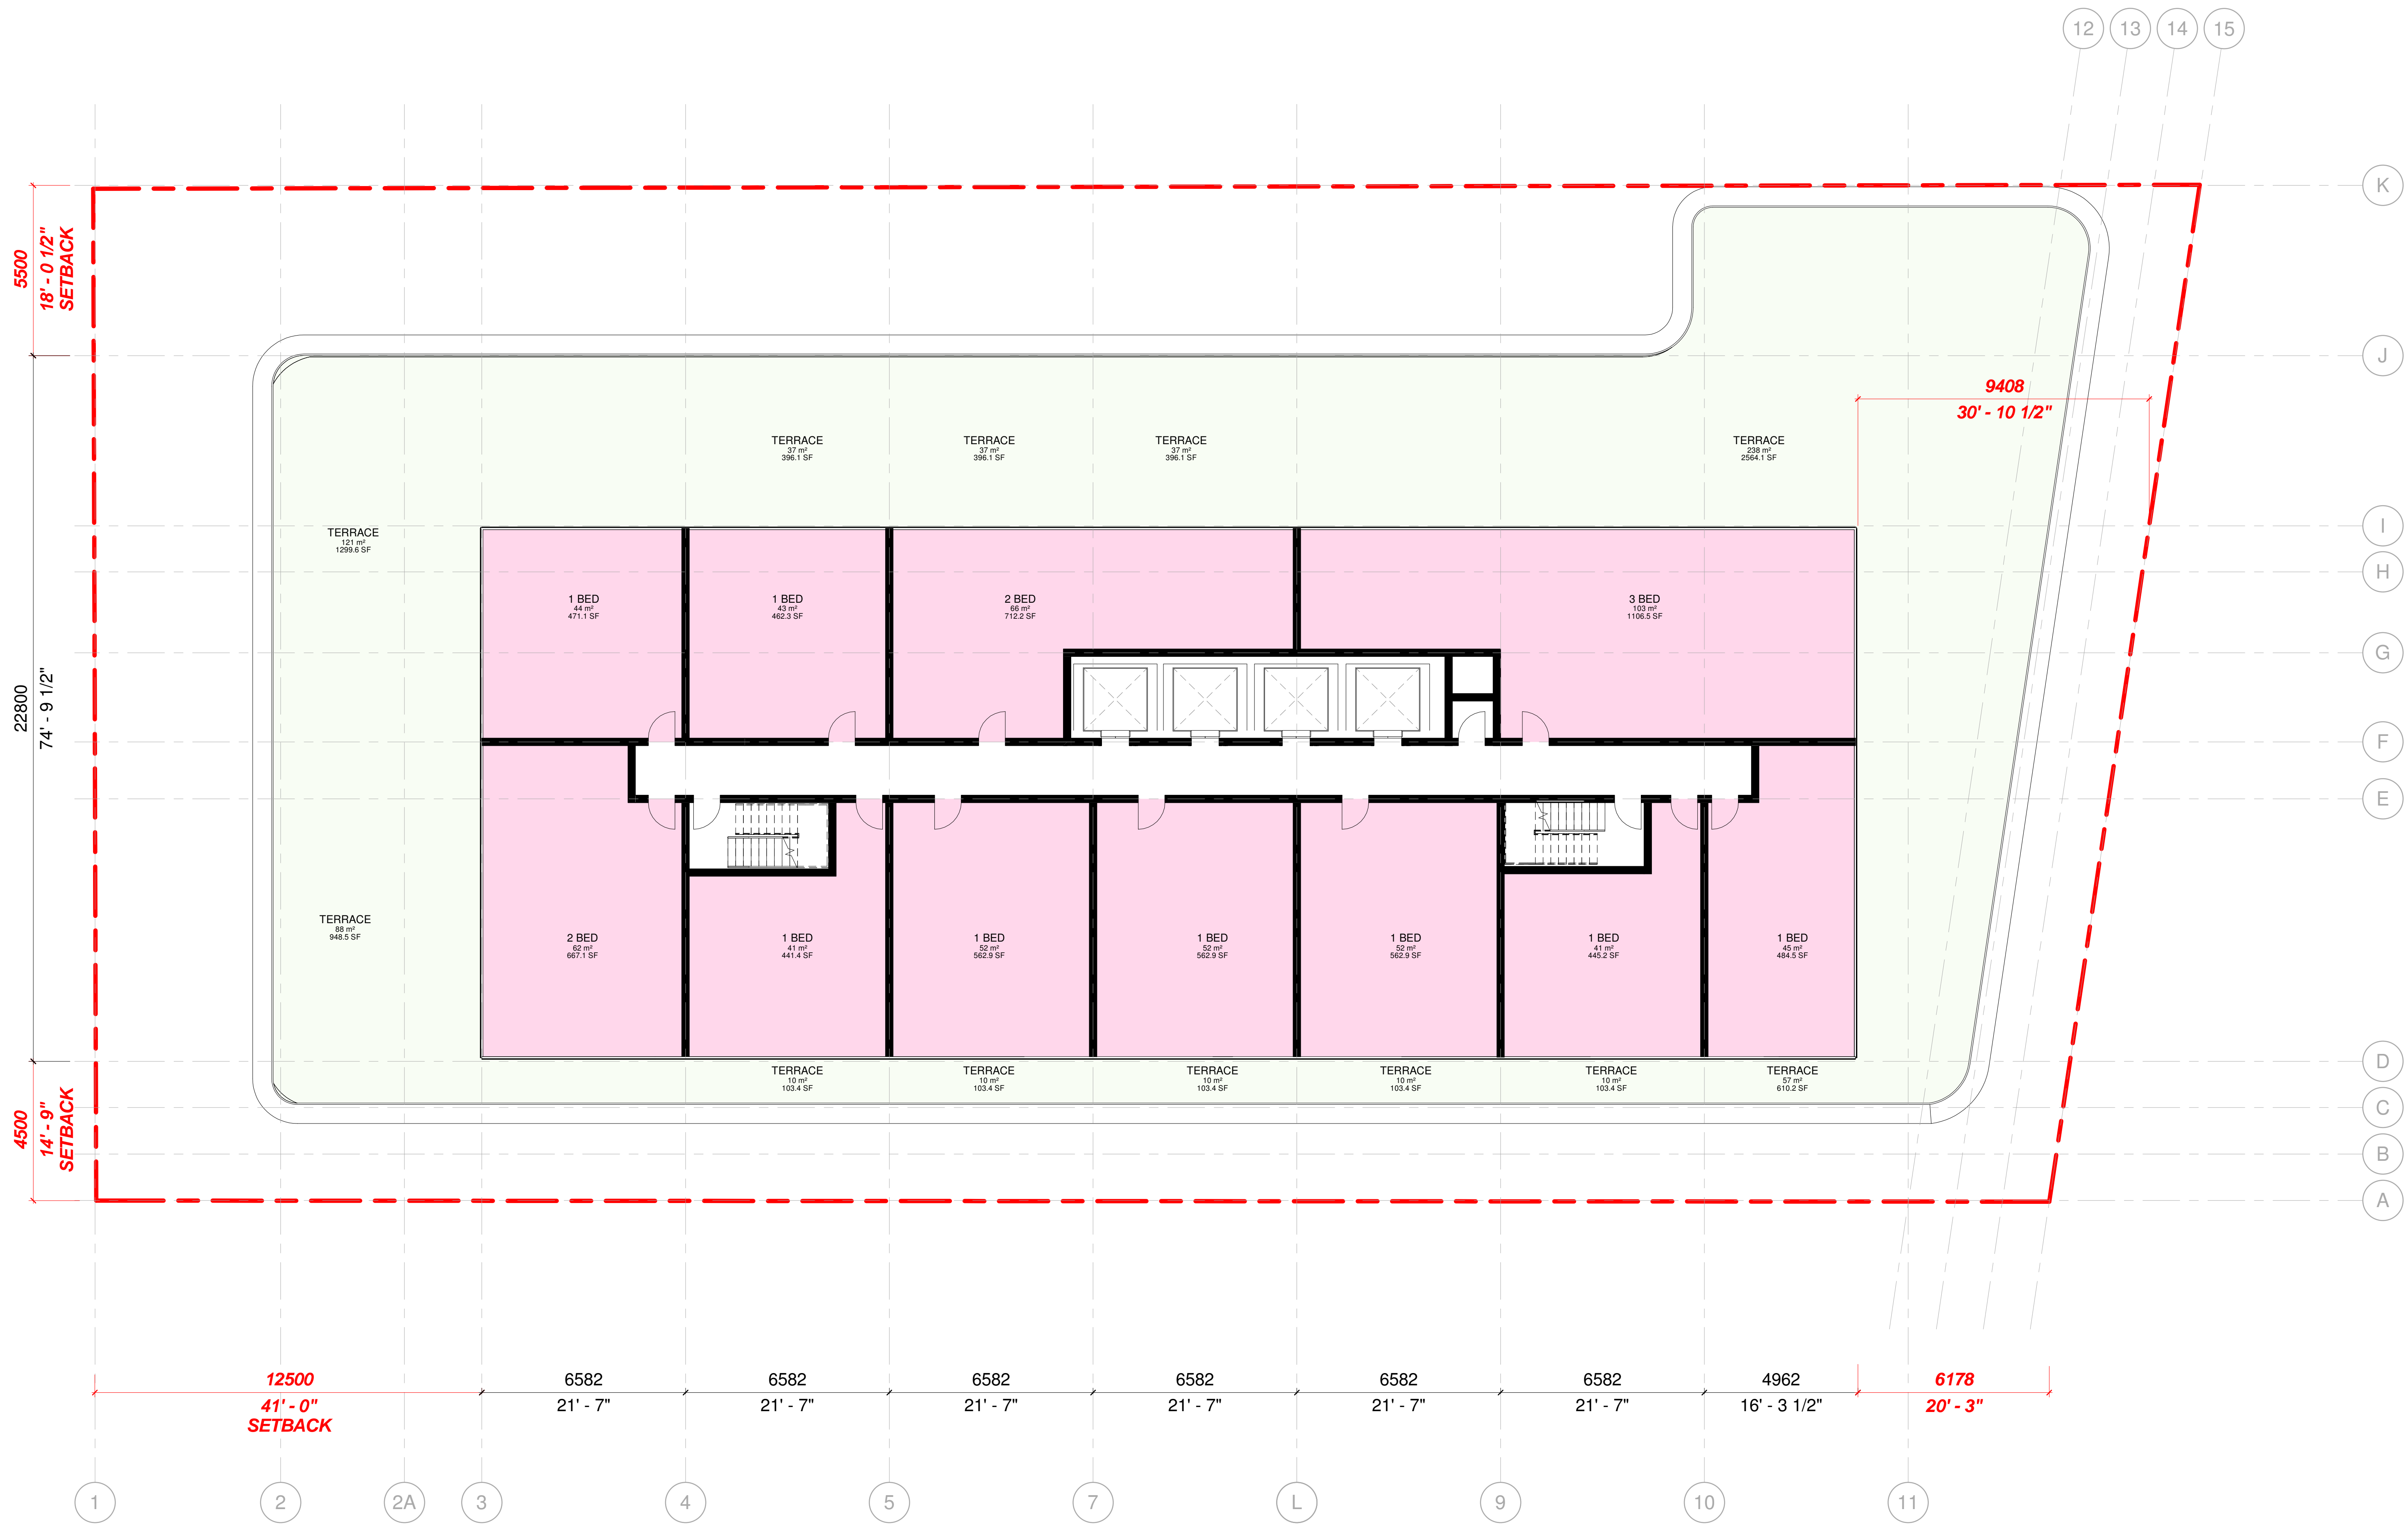 12
13
14
15
K
5500
18' - 0 1/2"
SETBACK
J
9408
30' - 10 1/2"
TERRACE
37 m²
396.1 SF
TERRACE
37 m²
396.1 SF
TERRACE
37 m²
396.1 SF
TERRACE
238 m²
2564.1 SF
TERRACE
121 m²
1299.6 SF
I
H
1 BED
44 m²
471.1 SF
1 BED
43 m²
462.3 SF
2 BED
66 m²
712.2 SF
3 BED
103 m²
1106.5 SF
G
22800
74' - 9 1/2"
F
E
TERRACE
88 m²
948.5 SF
2 BED
62 m²
667.1 SF
1 BED
41 m²
441.4 SF
1 BED
52 m²
562.9 SF
1 BED
52 m²
562.9 SF
1 BED
52 m²
562.9 SF
1 BED
41 m²
445.2 SF
1 BED
45 m²
484.5 SF
D
TERRACE
10 m²
103.4 SF
TERRACE
10 m²
103.4 SF
TERRACE
10 m²
103.4 SF
TERRACE
10 m²
103.4 SF
TERRACE
10 m²
103.4 SF
TERRACE
57 m²
610.2 SF
C
4500
14' - 9"
SETBACK
B
A
12500
41' - 0"
SETBACK
6582
21' - 7"
6582
21' - 7"
6582
21' - 7"
6582
21' - 7"
6582
21' - 7"
6582
21' - 7"
4962
16' - 3 1/2"
6178
20' - 3"
1
2
2A
3
4
5
7
L
9
10
11